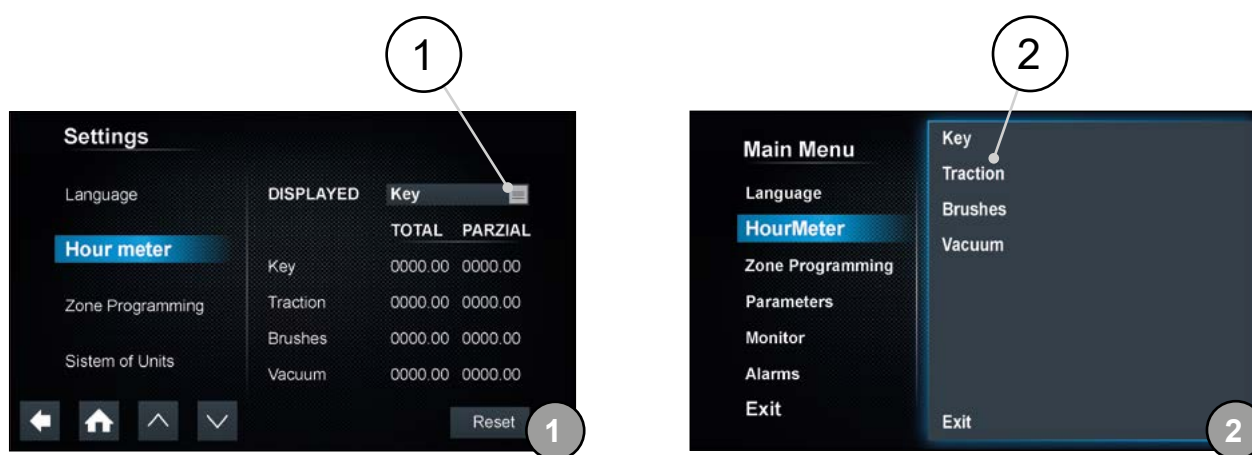 1
Settings
Language
Hour meter
Zone Programming
Sistem of Units
DISPLAYED Key
TOTAL PARZIAL
Key 0000.00 0000.00
Traction 0000.00 0000.00
Brushes 0000.00 0000.00
Vacuum 0000.00 0000.00
Reset
1
2
Main Menu
Language
HourMeter
Zone Programming
Parameters
Monitor
Alarms
Exit
Key
Traction
Brushes
Vacuum
Exit
2